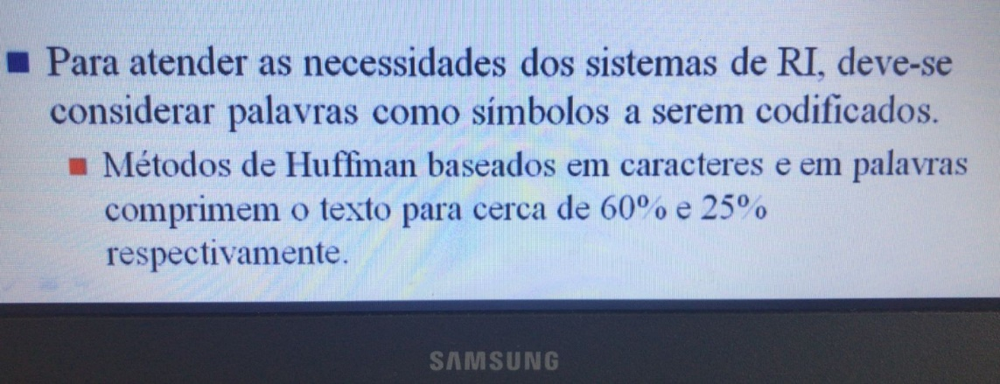 Para atender as necessidades dos sistemas de RI, deve-se
considerar palavras como símbolos a serem codificados.
Métodos de Huffman baseados em caracteres e em palavras
comprimem o texto para cerca de 60% e 25%
respectivamente.
SAMSUNG